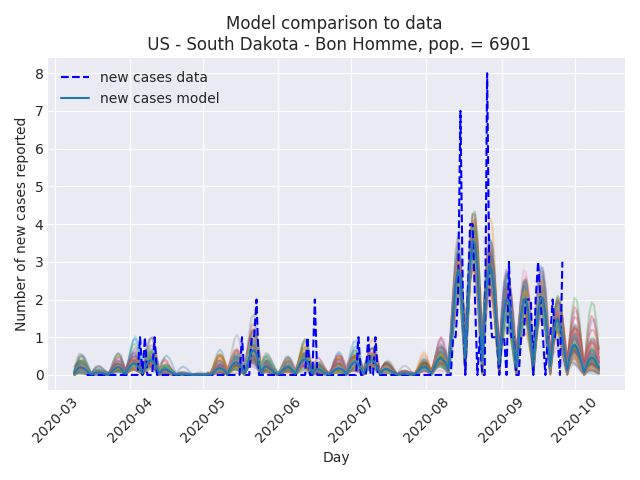 Model comparison to data
US - South Dakota - Bon Homme, pop. = 6901
new cases data
new cases model
Number of new cases reported
8
7
6
5
4
3
2
1
0
2020-03
2020-04
2020-05
2020-06
2020-07
2020-08
2020-09
2020-10
Day